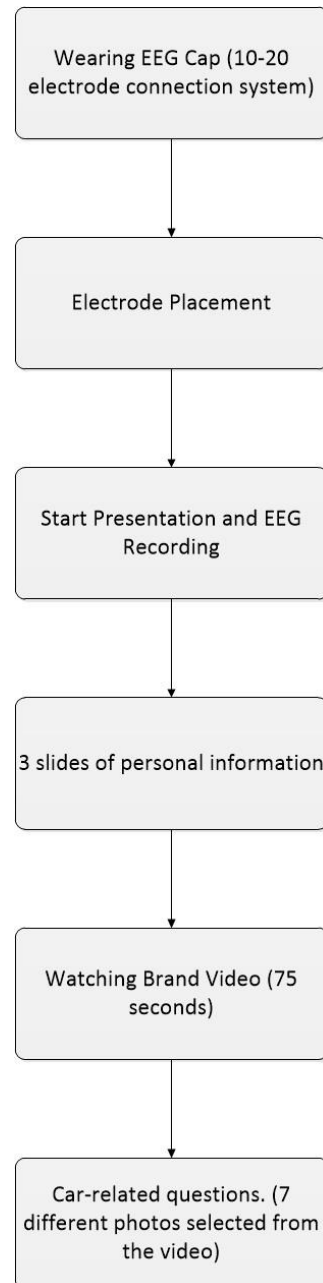 Wearing EEG Cap (10-20
electrode connection system)
Electrode Placement
Start Presentation and EEG
Recording
3 slides of personal information
Watching Brand Video (75
seconds)
Car-related questions. (7
different photos selected from
the video)